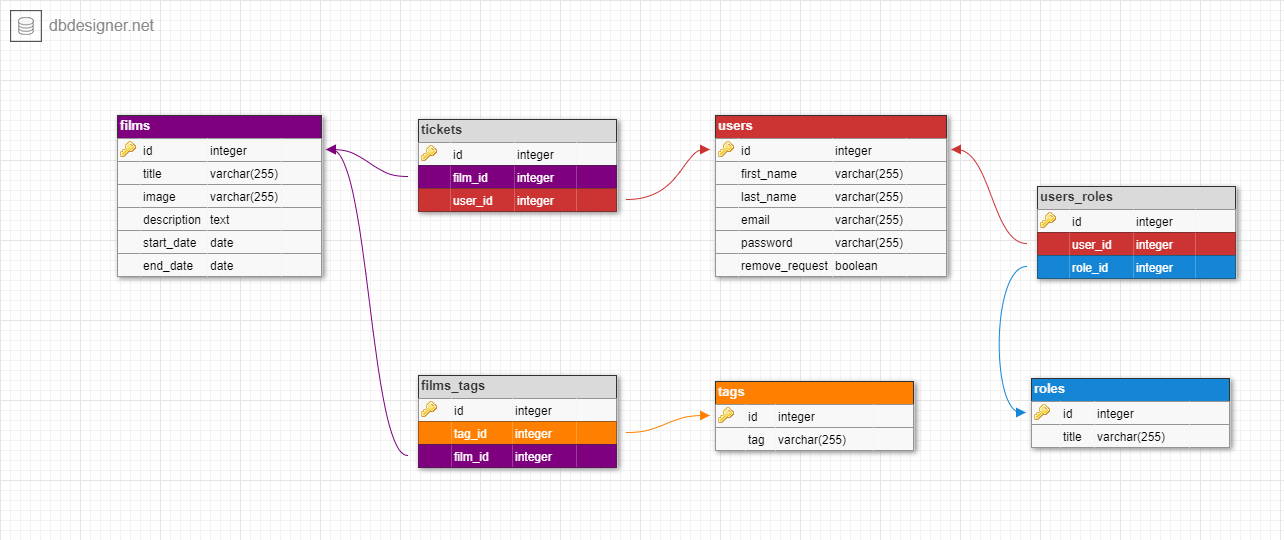 dbdesigner.net
films
id integer
title varchar(255)
image varchar(255)
description text
start_date date
end_date date
tickets
id integer
film_id integer
user_id integer
users
id integer
first_name varchar(255)
last_name varchar(255)
email varchar(255)
password varchar(255)
remove_request boolean
users_roles
id integer
user_id integer
role_id integer
films_tags
id integer
tag_id integer
film_id integer
tags
id integer
tag varchar(255)
roles
id integer
title varchar(255)